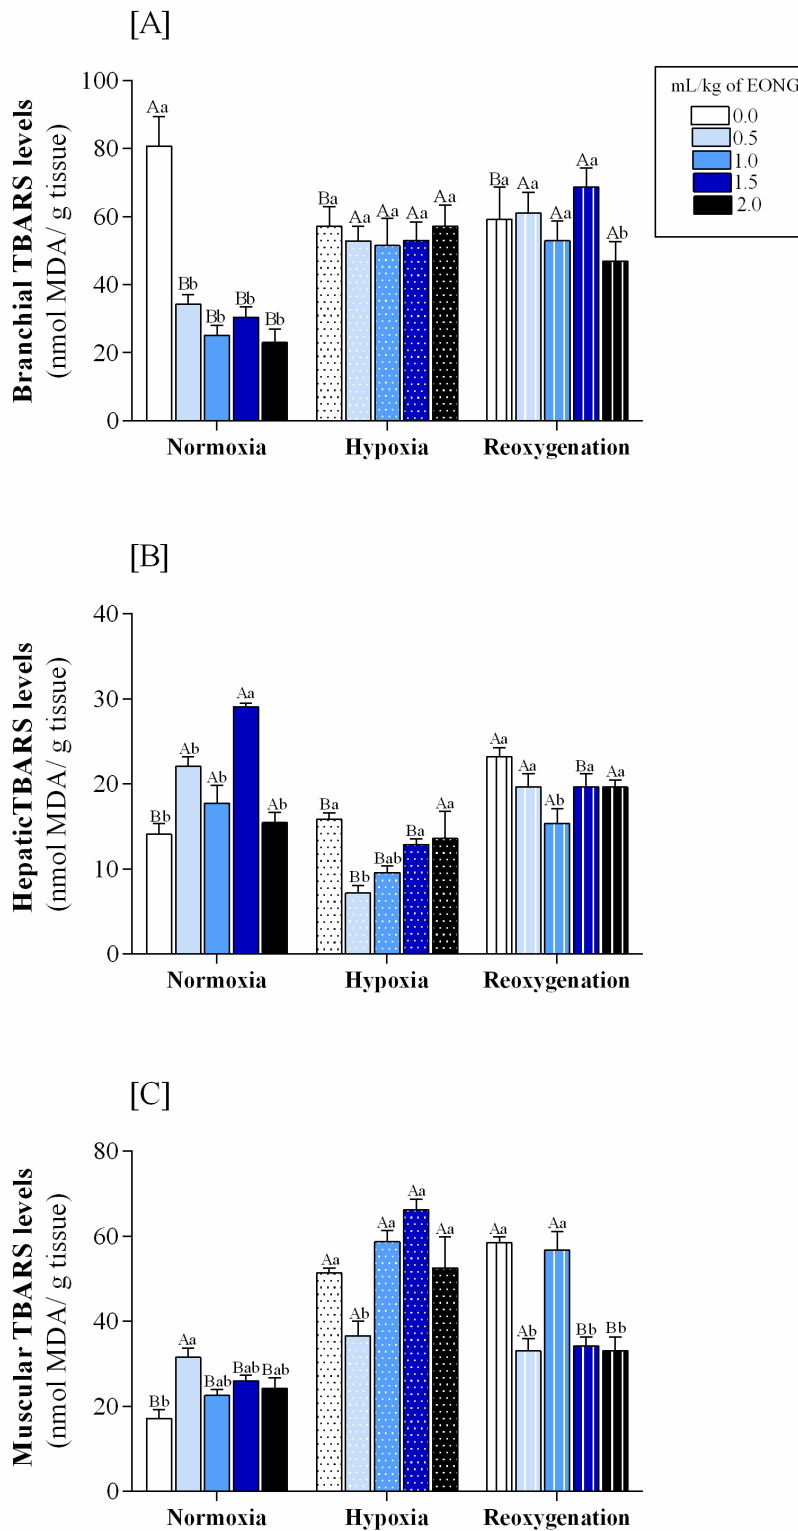 [A]
Branchial TBARS levels
(nmol MDA/ g tissue)
100
80
60
40
20
0
Aa
Bb
Bb
Bb
Bb
Ba
Aa
Aa
Aa
Aa
Ba
Aa
Aa
Aa
Ab
Normoxia
Hypoxia
Reoxygenation
mL/kg of EONG
0.0
0.5
1.0
1.5
2.0
[B]
HepaticTBARS levels
(nmol MDA/ g tissue)
40
30
20
10
0
Bb
Ab
Ab
Aa
Ab
Ba
Bb
Bab
Ba
Aa
Aa
Aa
Ab
Ba
Aa
Normoxia
Hypoxia
Reoxygenation
[C]
Muscular TBARS levels
(nmol MDA/ g tissue)
80
60
40
20
0
Bb
Aa
Bab
Bab
Bab
Aa
Ab
Aa
Aa
Aa
Aa
Ab
Aa
Bb
Bb
Normoxia
Hypoxia
Reoxygenation